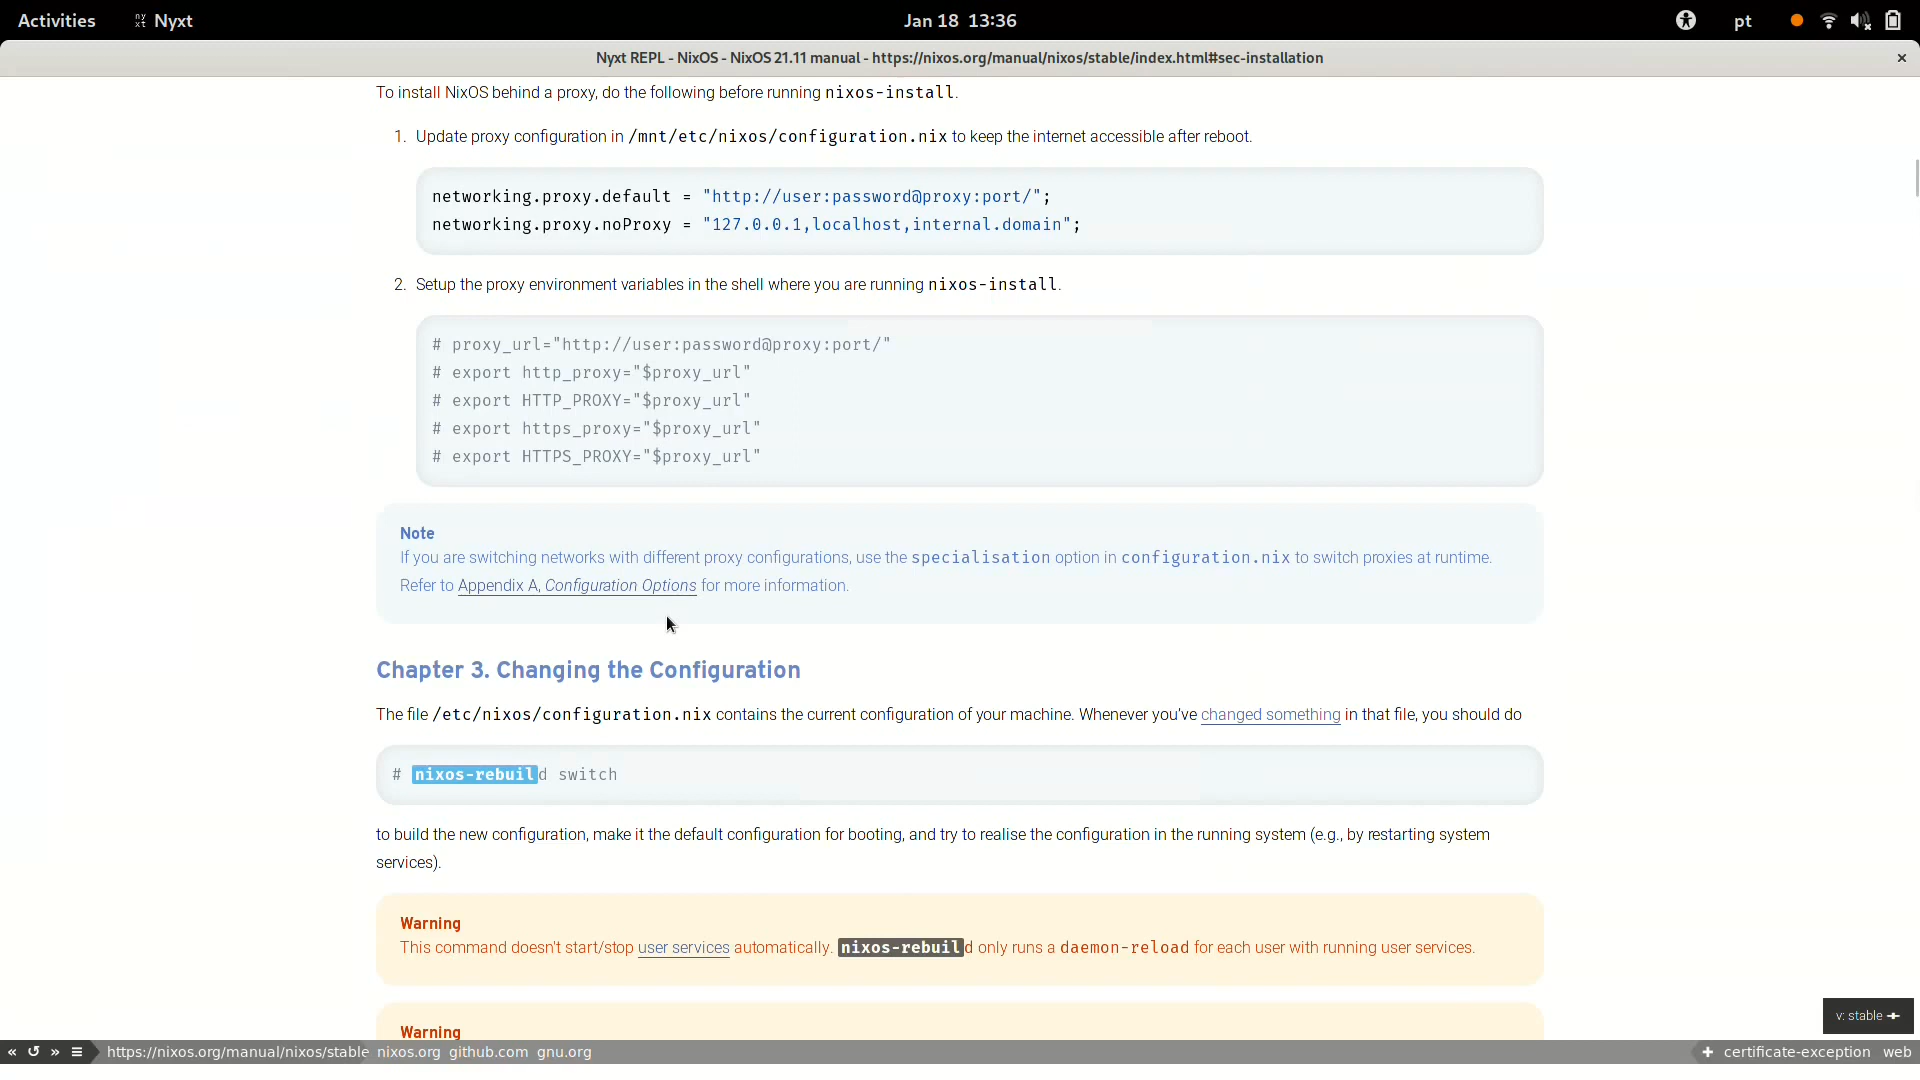 Activities Nyxt Jan 18 13:36 pt
Nyxt REPL - NixOS - NixOS 21.11 manual - https://nixos.org/manual/nixos/stable/index.html#sec-installation ×
To install NixOS behind a proxy, do the following before running nixos-install.
1. Update proxy configuration in /mnt/etc/nixos/configuration.nix to keep the internet accessible after reboot.
networking.proxy.default = "http://user:password@proxy:port/";
networking.proxy.noProxy = "127.0.0.1,localhost,internal.domain";
2. Setup the proxy environment variables in the shell where you are running nixos-install.
# proxy_url="http://user:password@proxy:port/"
# export http_proxy="$proxy_url"
# export HTTP_PROXY="$proxy_url"
# export https_proxy="$proxy_url"
# export HTTPS_PROXY="$proxy_url"
Note
If you are switching networks with different proxy configurations, use the specialisation option in configuration.nix to switch proxies at runtime.
Refer to Appendix A, Configuration Options for more information.
Chapter 3. Changing the Configuration
The file /etc/nixos/configuration.nix contains the current configuration of your machine. Whenever you've changed something in that file, you should do
# nixos-rebuild switch
to build the new configuration, make it the default configuration for booting, and try to realise the configuration in the running system (e.g., by restarting system
services).
Warning
This command doesn't start/stop user services automatically. nixos-rebuild only runs a daemon-reload for each user with running user services.
Warning
v: stable
« ↺ » ≡ https://nixos.org/manual/nixos/stable nixos.org github.com gnu.org + certificate-exception web